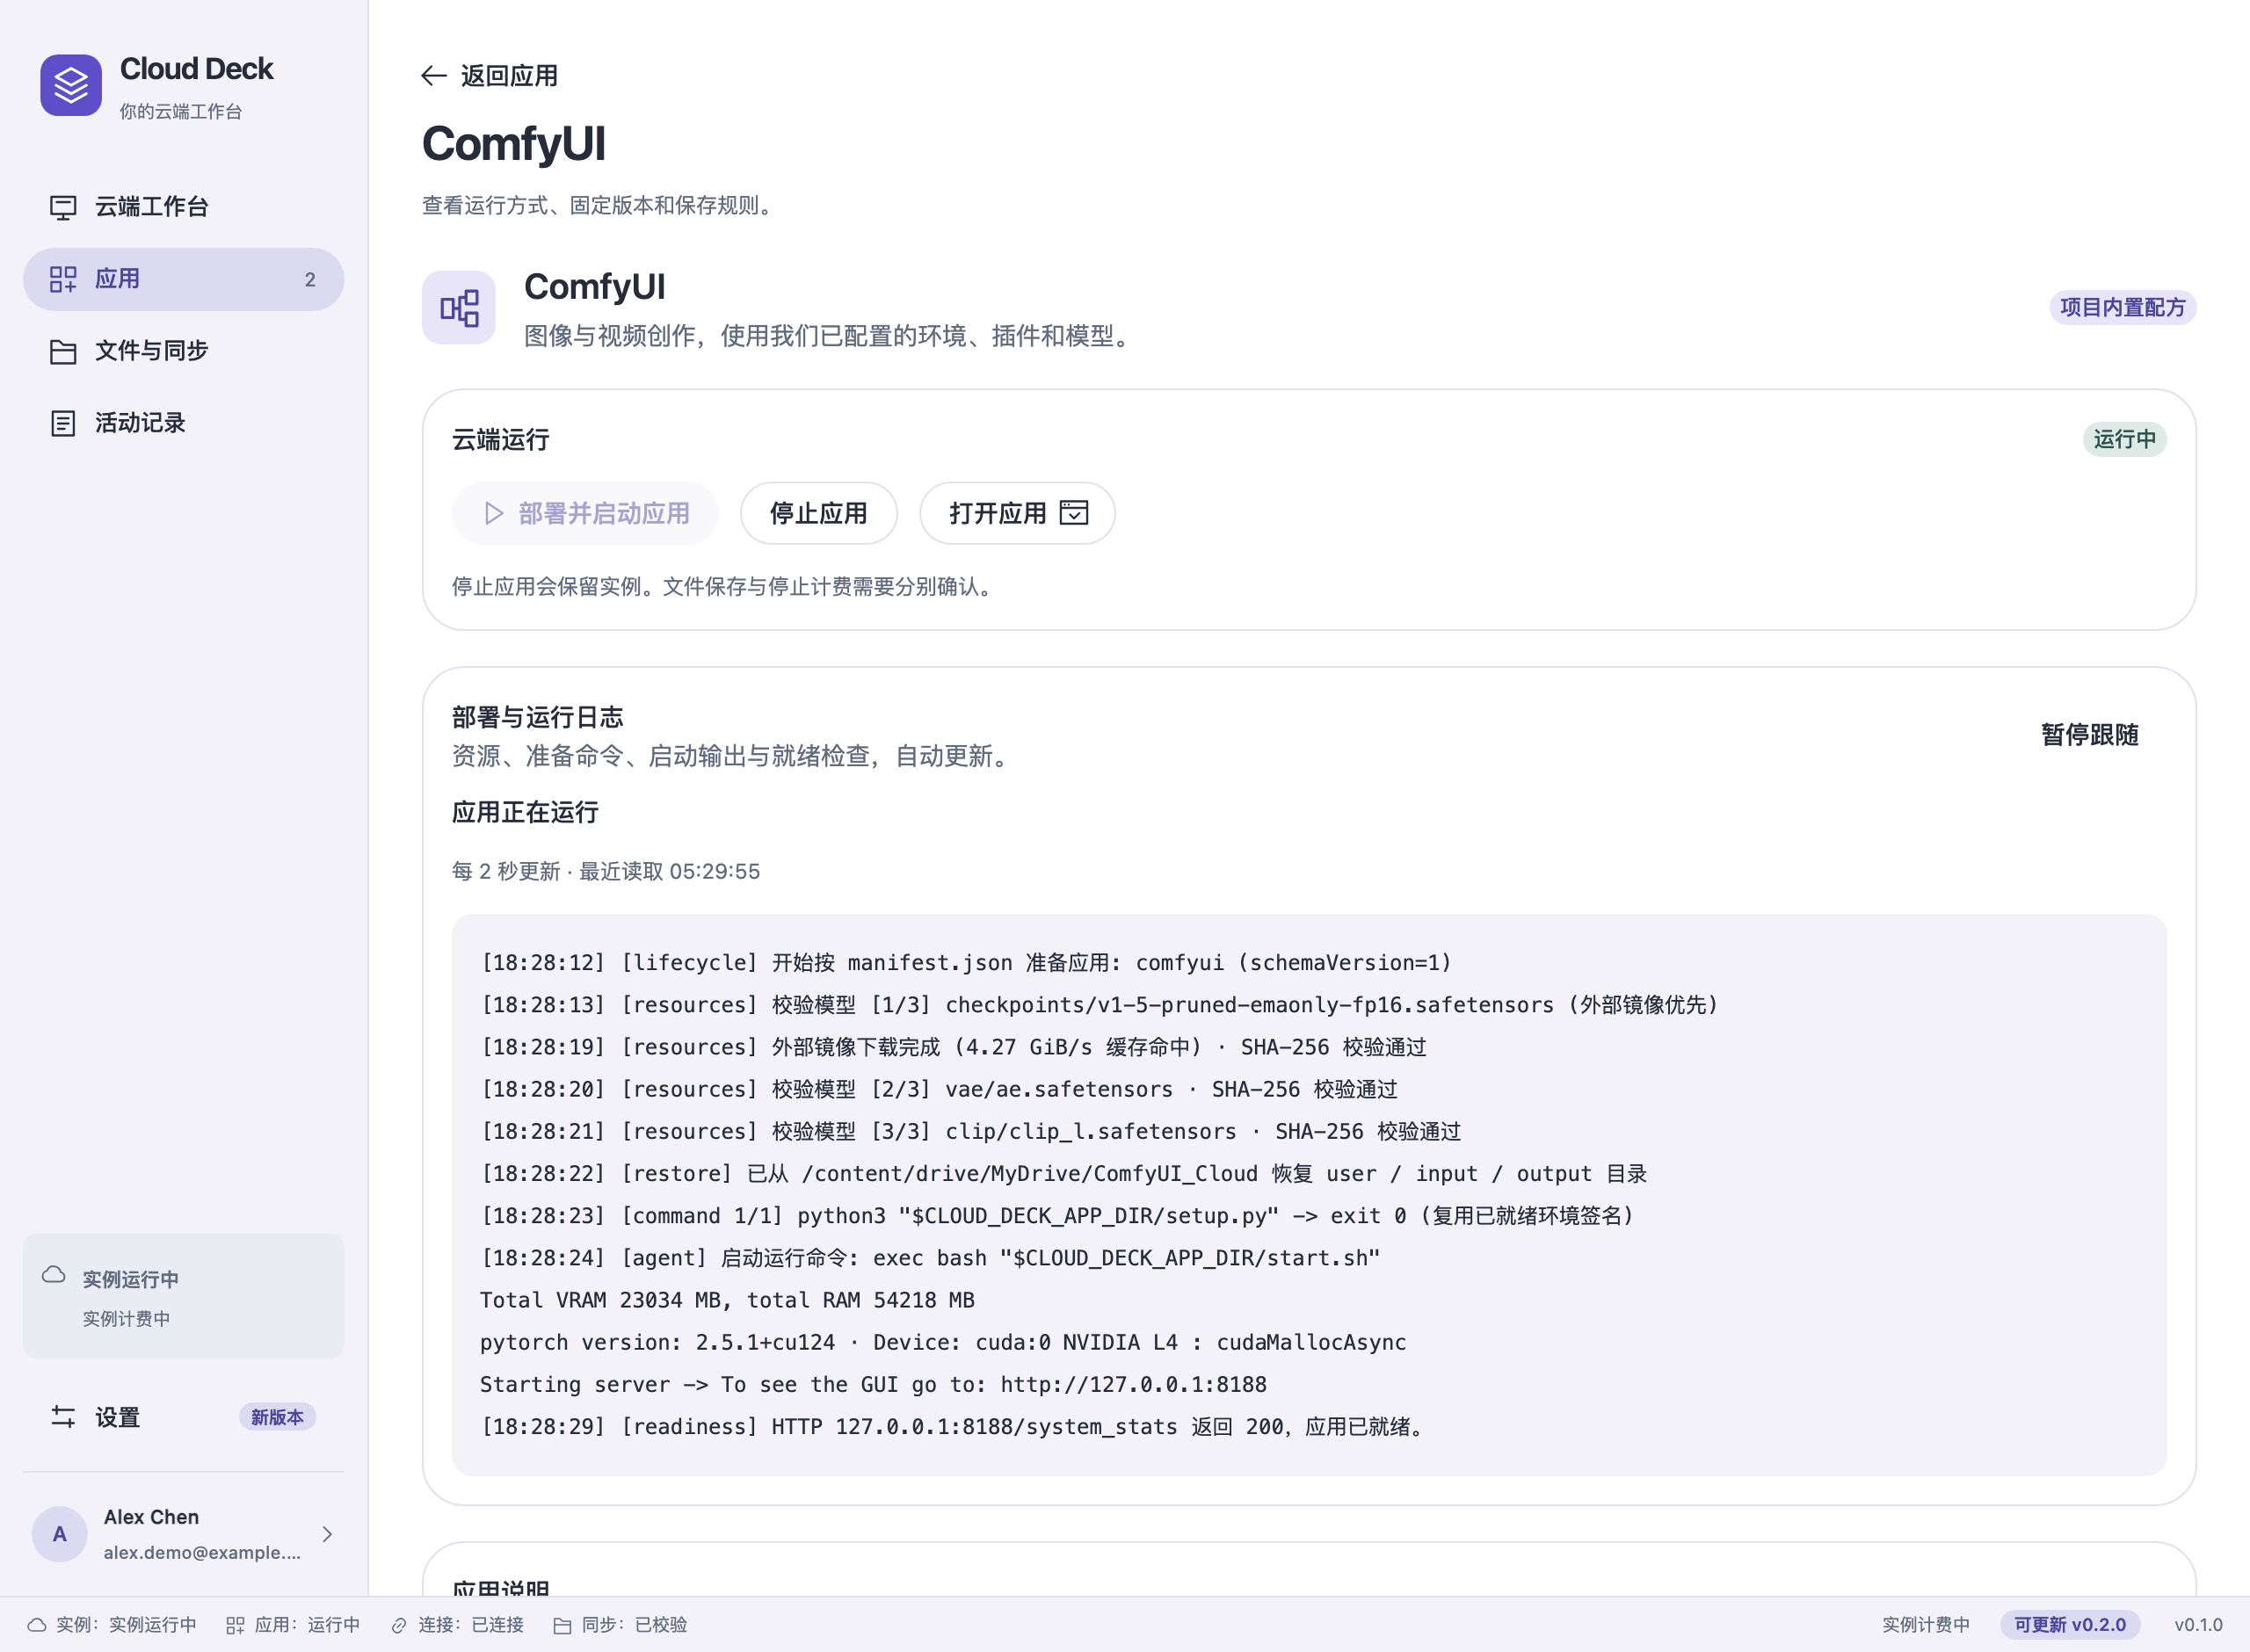 Cloud Deck
你的云端工作台
云端工作台
应用 2
文件与同步
活动记录
实例运行中
实例计费中
设置 新版本
A
Alex Chen
alex.demo@example....
返回应用
ComfyUI
查看运行方式、固定版本和保存规则。
ComfyUI
图像与视频创作，使用我们已配置的环境、插件和模型。
项目内置配方
云端运行
运行中
部署并启动应用
停止应用
打开应用
停止应用会保留实例。文件保存与停止计费需要分别确认。
部署与运行日志
资源、准备命令、启动输出与就绪检查，自动更新。
暂停跟随
应用正在运行
每 2 秒更新 · 最近读取 05:29:55
[18:28:12] [lifecycle] 开始按 manifest.json 准备应用: comfyui (schemaVersion=1)
[18:28:13] [resources] 校验模型 [1/3] checkpoints/v1-5-pruned-emaonly-fp16.safetensors (外部镜像优先)
[18:28:19] [resources] 外部镜像下载完成 (4.27 GiB/s 缓存命中) · SHA-256 校验通过
[18:28:20] [resources] 校验模型 [2/3] vae/ae.safetensors · SHA-256 校验通过
[18:28:21] [resources] 校验模型 [3/3] clip/clip_l.safetensors · SHA-256 校验通过
[18:28:22] [restore] 已从 /content/drive/MyDrive/ComfyUI_Cloud 恢复 user / input / output 目录
[18:28:23] [command 1/1] python3 "$CLOUD_DECK_APP_DIR/setup.py" -> exit 0 (复用已就绪环境签名)
[18:28:24] [agent] 启动运行命令: exec bash "$CLOUD_DECK_APP_DIR/start.sh"
Total VRAM 23034 MB, total RAM 54218 MB
pytorch version: 2.5.1+cu124 · Device: cuda:0 NVIDIA L4 : cudaMallocAsync
Starting server -> To see the GUI go to: http://127.0.0.1:8188
[18:28:29] [readiness] HTTP 127.0.0.1:8188/system_stats 返回 200，应用已就绪。
应用说明
实例：实例运行中 应用：运行中 连接：已连接 同步：已校验
实例计费中 可更新 v0.2.0 v0.1.0